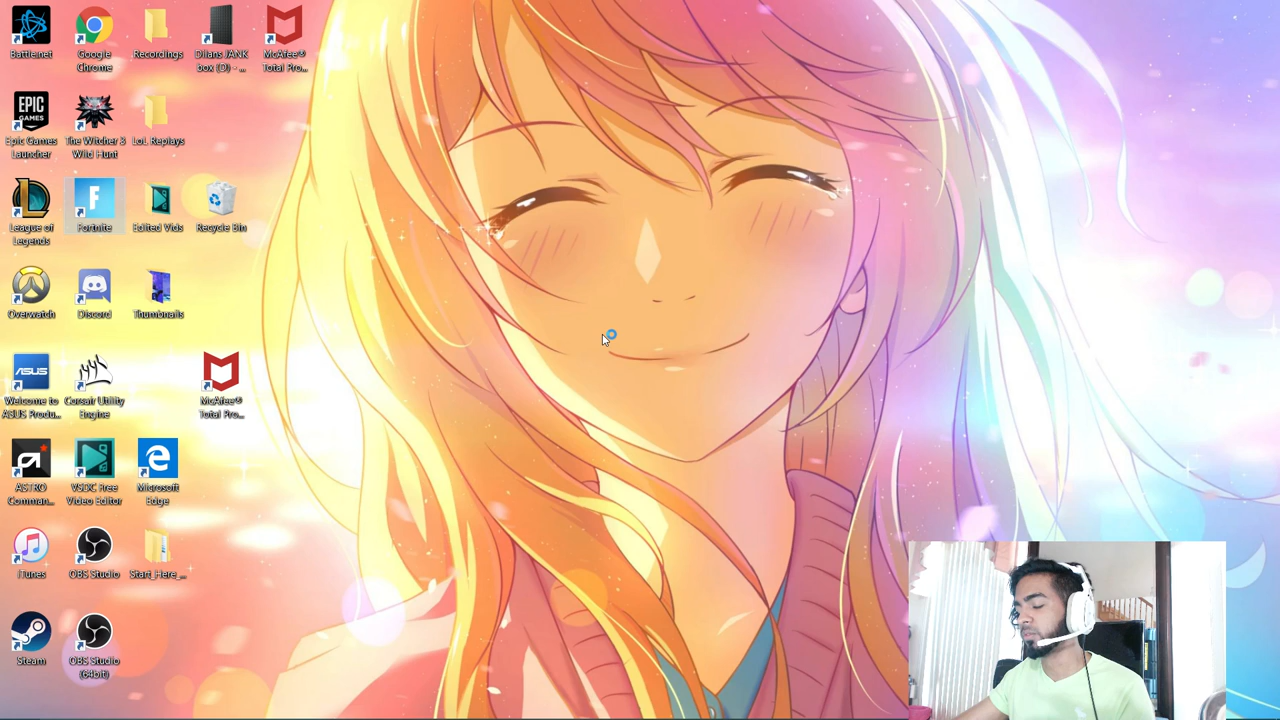 Battle.net
Google
Chrome
Recordings
Dilans JANK
box (D) - ...
McAfee®
Total Pro...
EPIC
GAMES
Epic Games
Launcher
The Witcher 3
Wild Hunt
LoL Replays
League of
Legends
F
Fortnite
Edited Vids
Recycle Bin
Overwatch
Discord
Thumbnails
ASUS
Welcome to
ASUS Produ...
Corsair Utility
Engine
McAfee®
Total Pro...
ASTRO
Comman...
VSDC Free
Video Editor
Microsoft
Edge
iTunes
OBS Studio
Start_Here_...
Steam
OBS Studio
(64bit)